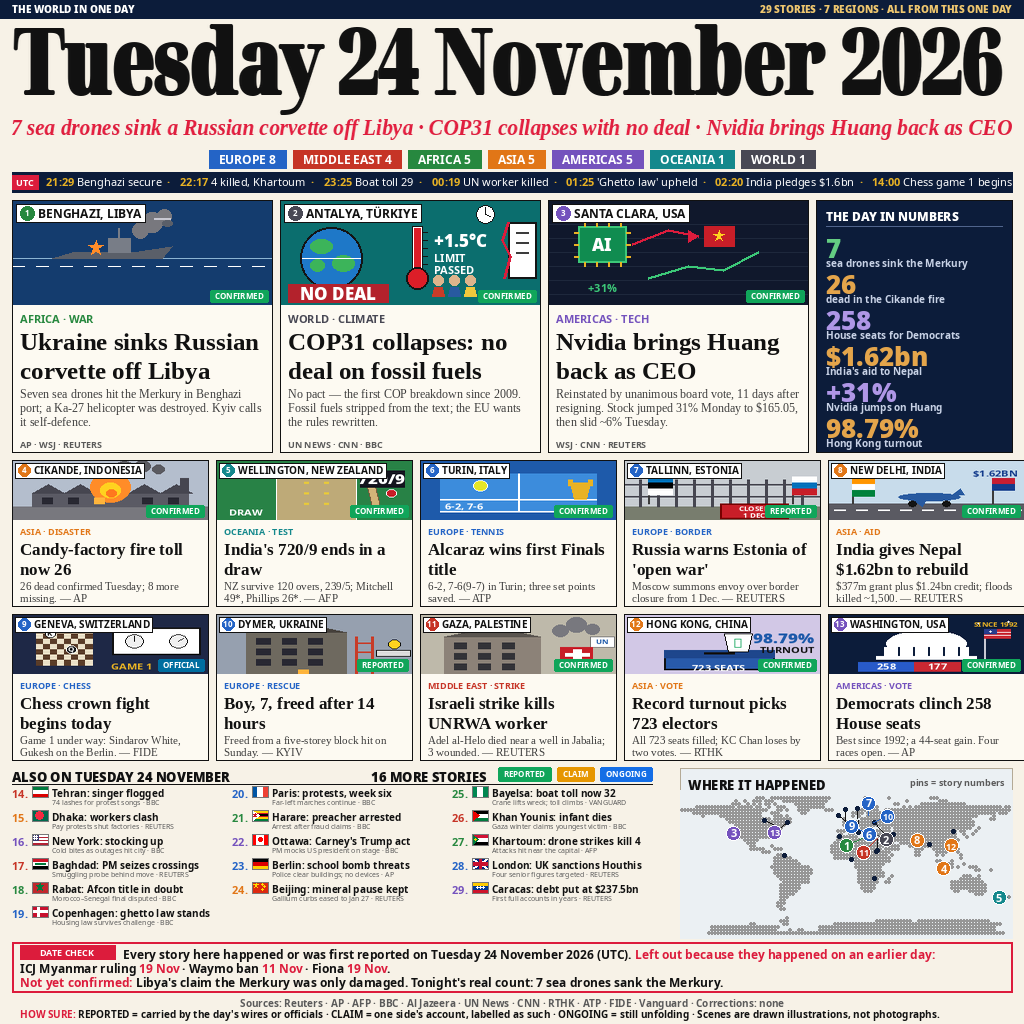 THE WORLD IN ONE DAY
29 STORIES · 7 REGIONS · ALL FROM THIS ONE DAY
Tuesday 24 November 2026
7 sea drones sink a Russian corvette off Libya · COP31 collapses with no deal · Nvidia brings Huang back as CEO
EUROPE 8
MIDDLE EAST 4
AFRICA 5
ASIA 5
AMERICAS 5
OCEANIA 1
WORLD 1
UTC 21:29 Benghazi secure · 22:17 4 killed, Khartoum · 23:25 Boat toll 29 · 00:19 UN worker killed · 01:25 'Ghetto law' upheld · 02:20 India pledges $1.6bn · 14:00 Chess game 1 begins
1 BENGHAZI, LIBYA
CONFIRMED
AFRICA · WAR
Ukraine sinks Russian
corvette off Libya
Seven sea drones hit the Merkury in Benghazi
port; a Ka-27 helicopter was destroyed. Kyiv calls
it self-defence.
AP · WSJ · REUTERS
2 ANTALYA, TÜRKIYE
+1.5°C
LIMIT
PASSED
NO DEAL
CONFIRMED
WORLD · CLIMATE
COP31 collapses: no
deal on fossil fuels
No pact — the first COP breakdown since 2009.
Fossil fuels stripped from the text; the EU wants
the rules rewritten.
UN NEWS · CNN · BBC
3 SANTA CLARA, USA
AI
+31%
CONFIRMED
AMERICAS · TECH
Nvidia brings Huang
back as CEO
Reinstated by unanimous board vote, 11 days after
resigning. Stock jumped 31% Monday to $165.05,
then slid ~6% Tuesday.
WSJ · CNN · REUTERS
THE DAY IN NUMBERS
7
sea drones sink the Merkury
26
dead in the Cikande fire
258
House seats for Democrats
$1.62bn
India's aid to Nepal
+31%
Nvidia jumps on Huang
98.79%
Hong Kong turnout
4 CIKANDE, INDONESIA
CONFIRMED
ASIA · DISASTER
Candy-factory fire toll
now 26
26 dead confirmed Tuesday; 8 more
missing. — AP
5 WELLINGTON, NEW ZEALAND
720/9
DRAW
CONFIRMED
OCEANIA · TEST
India's 720/9 ends in a
draw
NZ survive 120 overs, 239/5; Mitchell
49*, Phillips 26*. — AFP
6 TURIN, ITALY
6-2, 7-6
CONFIRMED
EUROPE · TENNIS
Alcaraz wins first Finals
title
6-2, 7-6(9-7) in Turin; three set points
saved. — ATP
7 TALLINN, ESTONIA
1 DEC
REPORTED
EUROPE · BORDER
Russia warns Estonia of
'open war'
Moscow summons envoy over border
closure from 1 Dec. — REUTERS
8 NEW DELHI, INDIA
$1.62BN
CONFIRMED
ASIA · AID
India gives Nepal
$1.62bn to rebuild
$377m grant plus $1.24bn credit; floods
killed ~1,500. — REUTERS
9 GENEVA, SWITZERLAND
GAME 1
OFFICIAL
EUROPE · CHESS
Chess crown fight
begins today
Game 1 under way: Sindarov White,
Gukesh on the Berlin. — FIDE
10 DYMER, UKRAINE
REPORTED
EUROPE · RESCUE
Boy, 7, freed after 14
hours
Freed from a five-storey block hit on
Sunday. — KYIV
11 GAZA, PALESTINE
UN
CONFIRMED
MIDDLE EAST · STRIKE
Israeli strike kills
UNRWA worker
Adel al-Helo died near a well in Jabalia;
3 wounded. — REUTERS
12 HONG KONG, CHINA
98.79%
TURNOUT
723 SEATS
CONFIRMED
ASIA · VOTE
Record turnout picks
723 electors
All 723 seats filled; KC Chan loses by
two votes. — RTHK
13 WASHINGTON, USA
SINCE 1992
258
177
CONFIRMED
AMERICAS · VOTE
Democrats clinch 258
House seats
Best since 1992; a 44-seat gain. Four
races open. — AP
ALSO ON TUESDAY 24 NOVEMBER
16 MORE STORIES
REPORTED
CLAIM
ONGOING
14. Tehran: singer flogged
74 lashes for protest songs · BBC
15. Dhaka: workers clash
Pay protests shut factories · REUTERS
16. New York: stocking up
Cold bites as outages hit city · BBC
17. Baghdad: PM seizes crossings
Smuggling probe behind move · REUTERS
18. Rabat: Afcon title in doubt
Morocco-Senegal final disputed · BBC
19. Copenhagen: ghetto law stands
Housing law survives challenge · BBC
20. Paris: protests, week six
Far-left marches continue · BBC
21. Harare: preacher arrested
Arrest after fraud claims · BBC
22. Ottawa: Carney's Trump act
PM mocks US president on stage · BBC
23. Berlin: school bomb threats
Police clear buildings; no devices · AP
24. Beijing: mineral pause kept
Gallium curbs eased to Jan 27 · REUTERS
25. Bayelsa: boat toll now 32
Crane lifts wreck; toll climbs · VANGUARD
26. Khan Younis: infant dies
Gaza winter claims youngest victim · BBC
27. Khartoum: drone strikes kill 4
Attacks hit near the capital · AFP
28. London: UK sanctions Houthis
Four senior figures targeted · REUTERS
29. Caracas: debt put at $237.5bn
First full accounts in years · REUTERS
WHERE IT HAPPENED
pins = story numbers
3
13
7
10
9
6
2
1
11
8
12
4
5
DATE CHECK Every story here happened or was first reported on Tuesday 24 November 2026 (UTC). Left out because they happened on an earlier day:
ICJ Myanmar ruling 19 Nov · Waymo ban 11 Nov · Fiona 19 Nov.
Not yet confirmed: Libya's claim the Merkury was only damaged. Tonight's real count: 7 sea drones sank the Merkury.
Sources: Reuters · AP · AFP · BBC · Al Jazeera · UN News · CNN · RTHK · ATP · FIDE · Vanguard · Corrections: none
HOW SURE: REPORTED = carried by the day's wires or officials · CLAIM = one side's account, labelled as such · ONGOING = still unfolding · Scenes are drawn illustrations, not photographs.